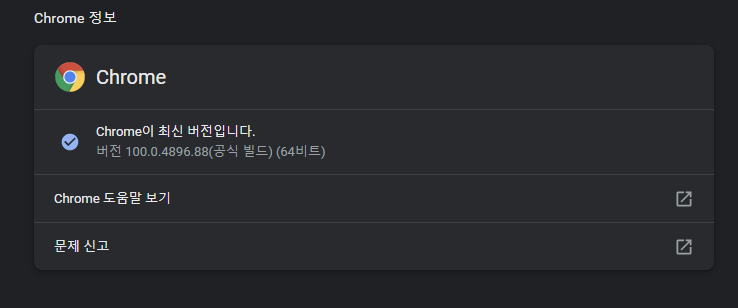 Chrome 정보
Chrome
Chrome이 최신 버전입니다.
버전 100.0.4896.88(공식 빌드) (64비트)
Chrome 도움말 보기
문제 신고